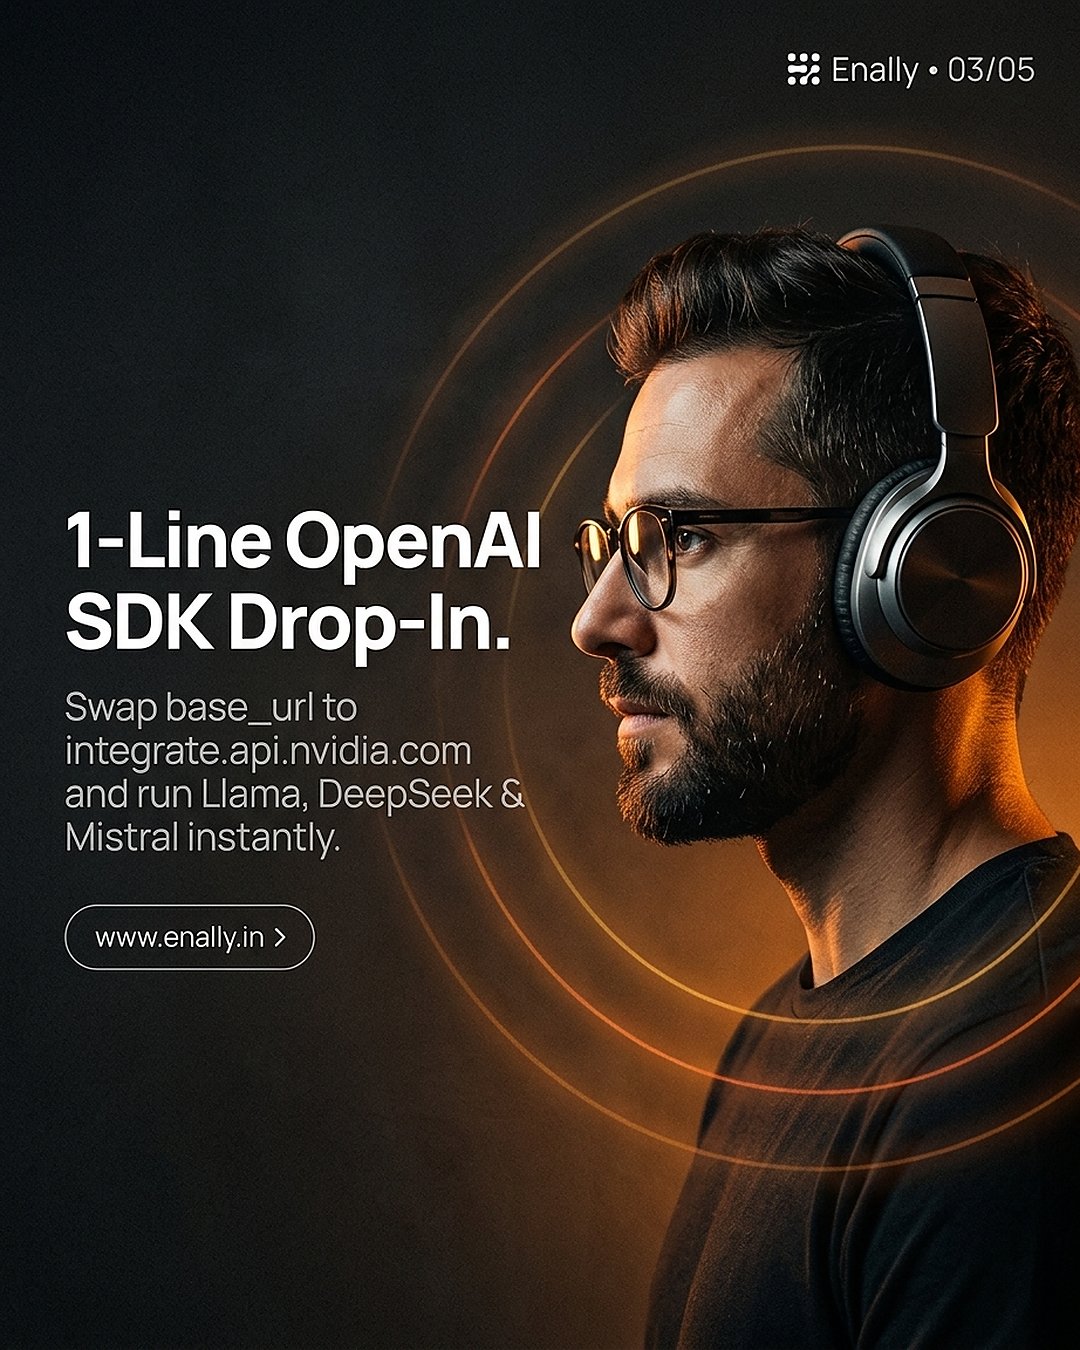 Enally • 03/05
1-Line OpenAI
SDK Drop-In.
Swap base_url to
integrate.api.nvidia.com
and run Llama, DeepSeek &
Mistral instantly.
www.enally.in >